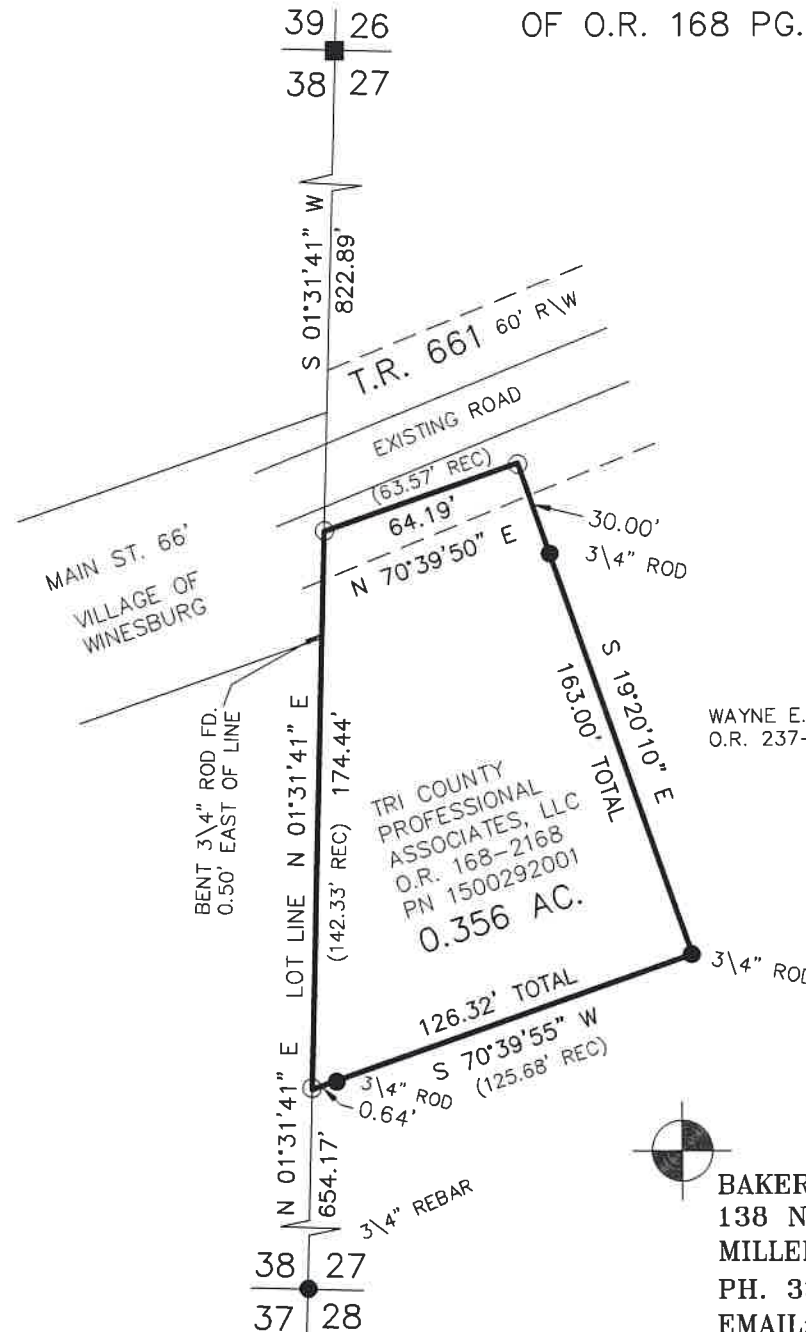 OF O.R. 168 PG.
39 26
38 27
S 01°31'41" W
822.89'
T.R. 661 60' R\W
EXISTING ROAD
(63.57' REC)
64.19'
N 70°39'50" E
30.00'
3\4" ROD
MAIN ST. 66'
VILLAGE OF
WINESBURG
S 19°20'10" E
163.00' TOTAL
WAYNE E.
O.R. 237-
BENT 3\4" ROD FD.
0.50' EAST OF LINE
LOT LINE N 01°31'41" E
(142.33' REC) 174.44'
TRI COUNTY
PROFESSIONAL
ASSOCIATES, LLC
O.R. 168-2168
PN 1500292001
0.356 AC.
3\4" ROD
126.32' TOTAL
S 70°39'55" W
(125.68' REC)
3\4" ROD
0.64'
N 01°31'41" E
654.17'
3\4" REBAR
38 27
37 28
BAKER
138 N
MILLE
PH. 3
EMAIL